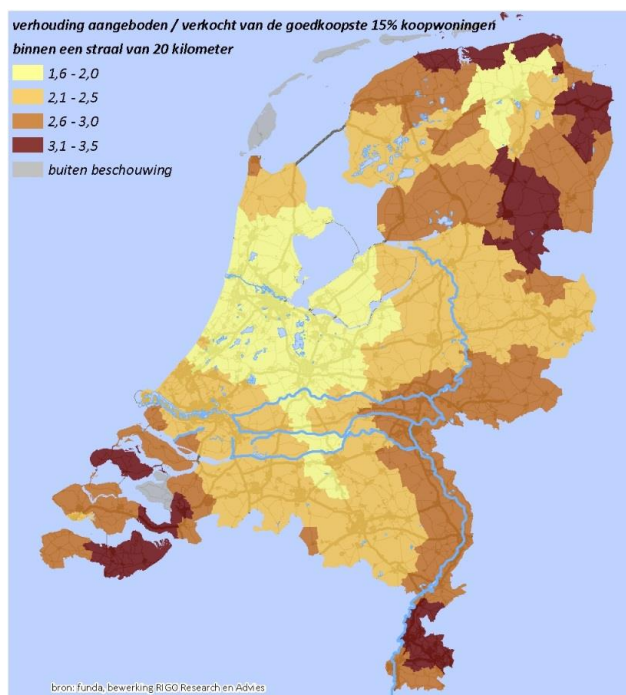 verhouding aangeboden / verkocht van de goedkoopste 15% koopwoningen
binnen een straal van 20 kilometer
1,6 - 2,0
2,1 - 2,5
2,6 - 3,0
3,1 - 3,5
buiten beschouwing
bron: funda, bewerking RIGO Research en Advies